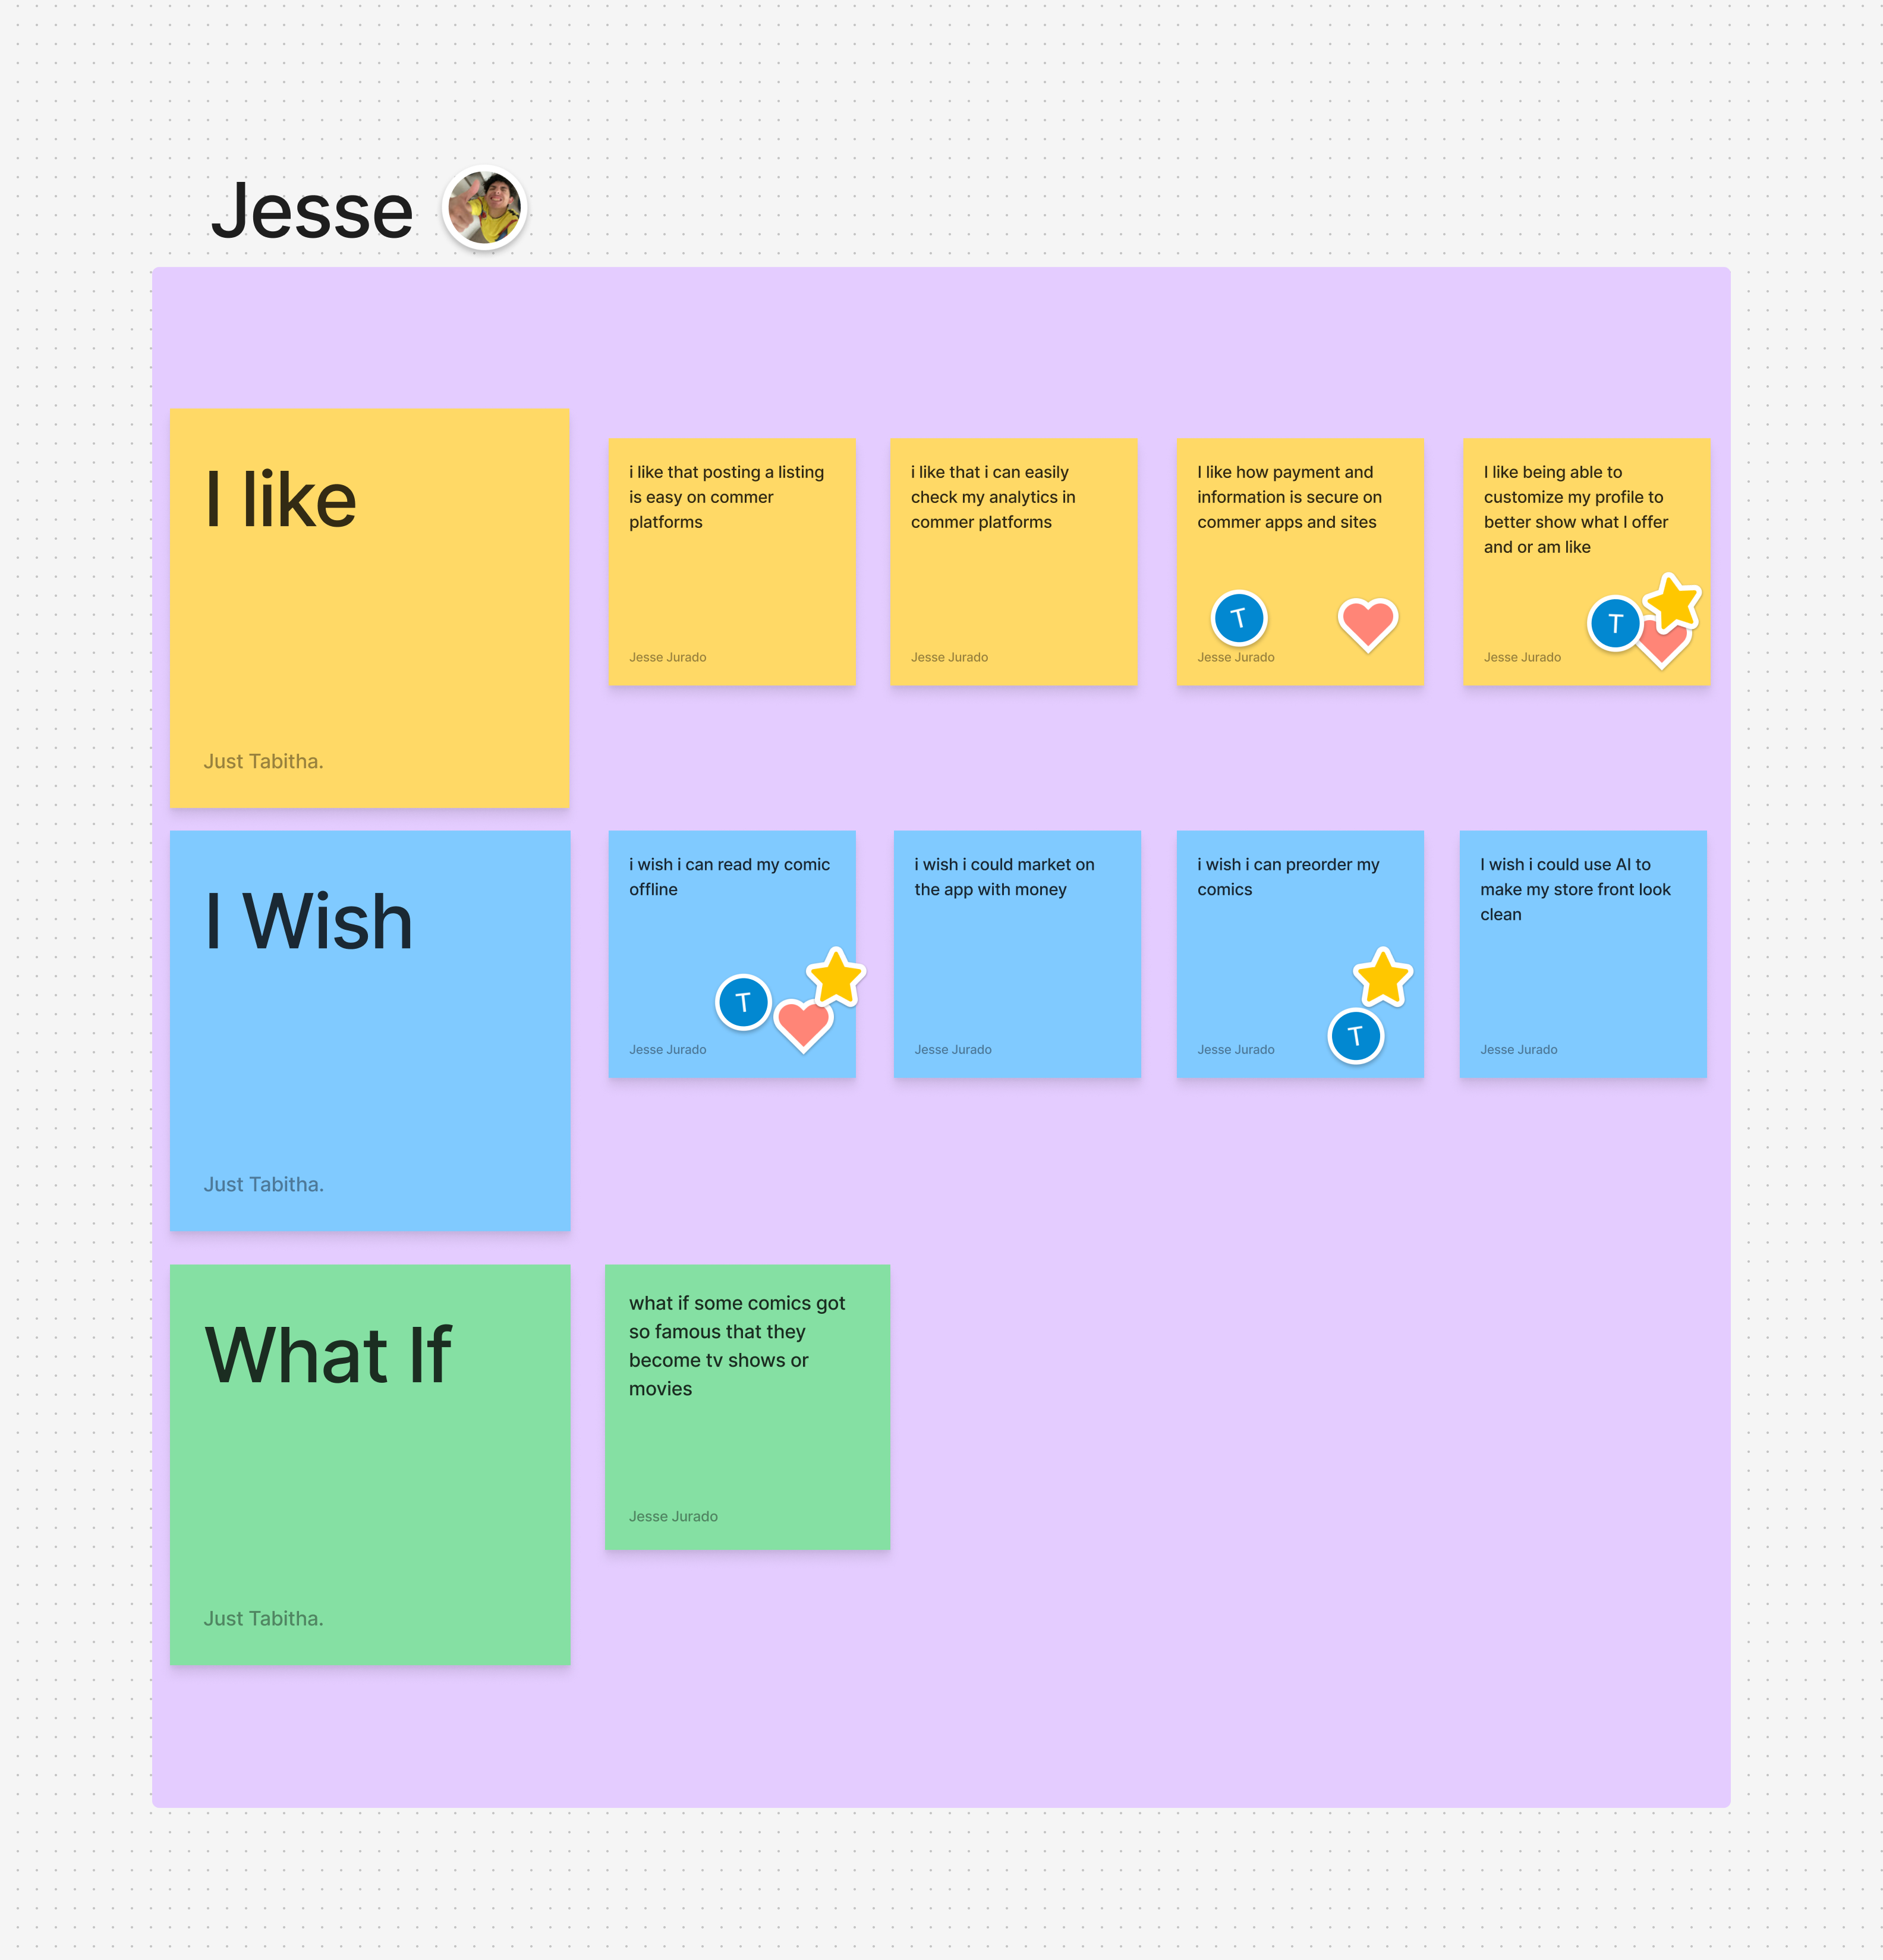 Jesse
I like
Just Tabitha.
i like that posting a listing
is easy on commer
platforms
Jesse Jurado
i like that i can easily
check my analytics in
commer platforms
Jesse Jurado
I like how payment and
information is secure on
commer apps and sites
T
Jesse Jurado
I like being able to
customize my profile to
better show what I offer
and or am like
T
Jesse Jurado
I Wish
Just Tabitha.
i wish i can read my comic
offline
T
Jesse Jurado
i wish i could market on
the app with money
Jesse Jurado
i wish i can preorder my
comics
T
Jesse Jurado
I wish i could use AI to
make my store front look
clean
Jesse Jurado
What If
Just Tabitha.
what if some comics got
so famous that they
become tv shows or
movies
Jesse Jurado